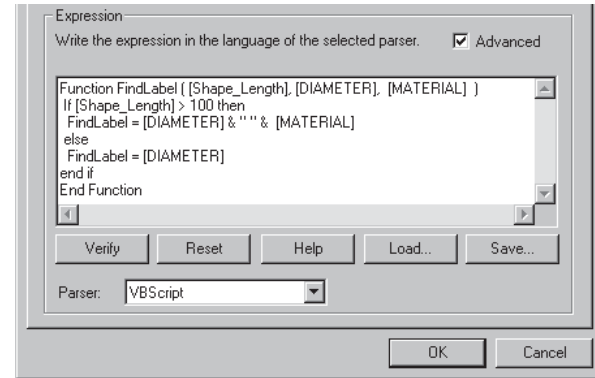 Expression
Write the expression in the language of the selected parser. Advanced
Function FindLabel ( [Shape_Length], [DIAMETER], [MATERIAL] )
If [Shape_Length] > 100 then
FindLabel = [DIAMETER] & " " & [MATERIAL]
else
FindLabel = [DIAMETER]
end if
End Function
Verify Reset Help Load... Save...
Parser: VBScript
OK Cancel